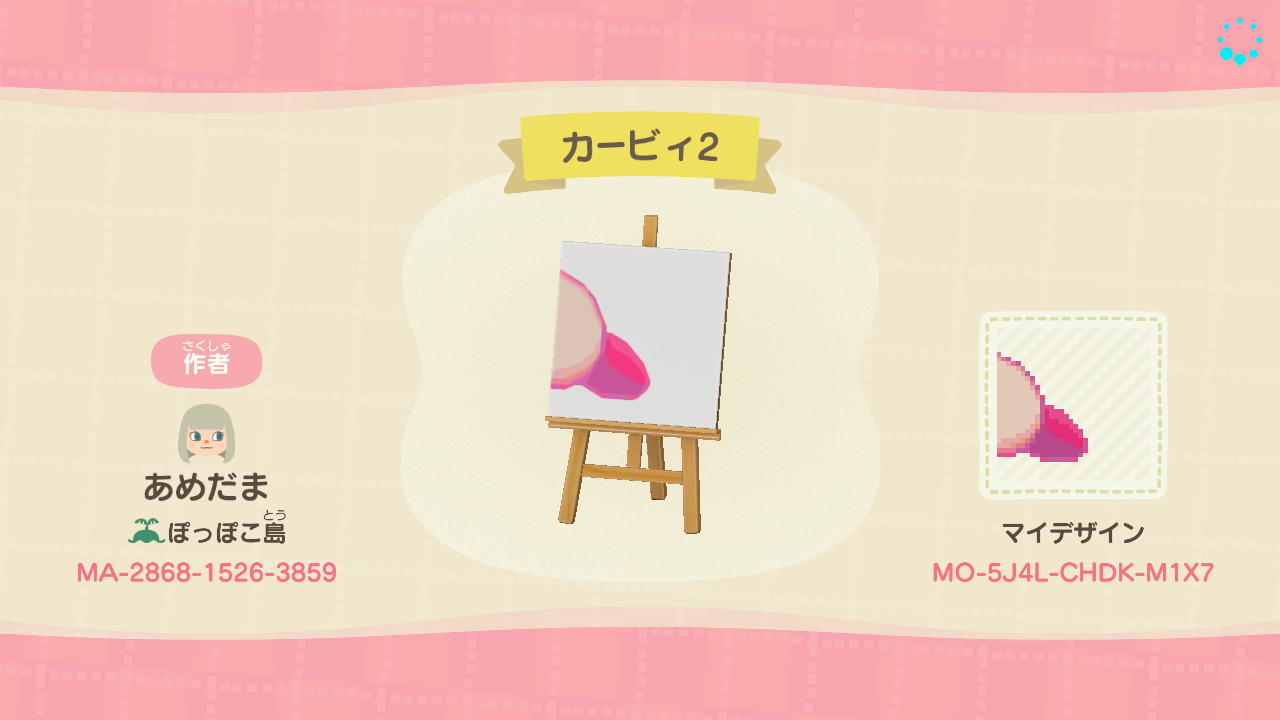 カービィ2
さくしゃ
作者
あめだま
とう
ぽっぽこ島
MA-2868-1526-3859
マイデザイン
MO-5J4L-CHDK-M1X7